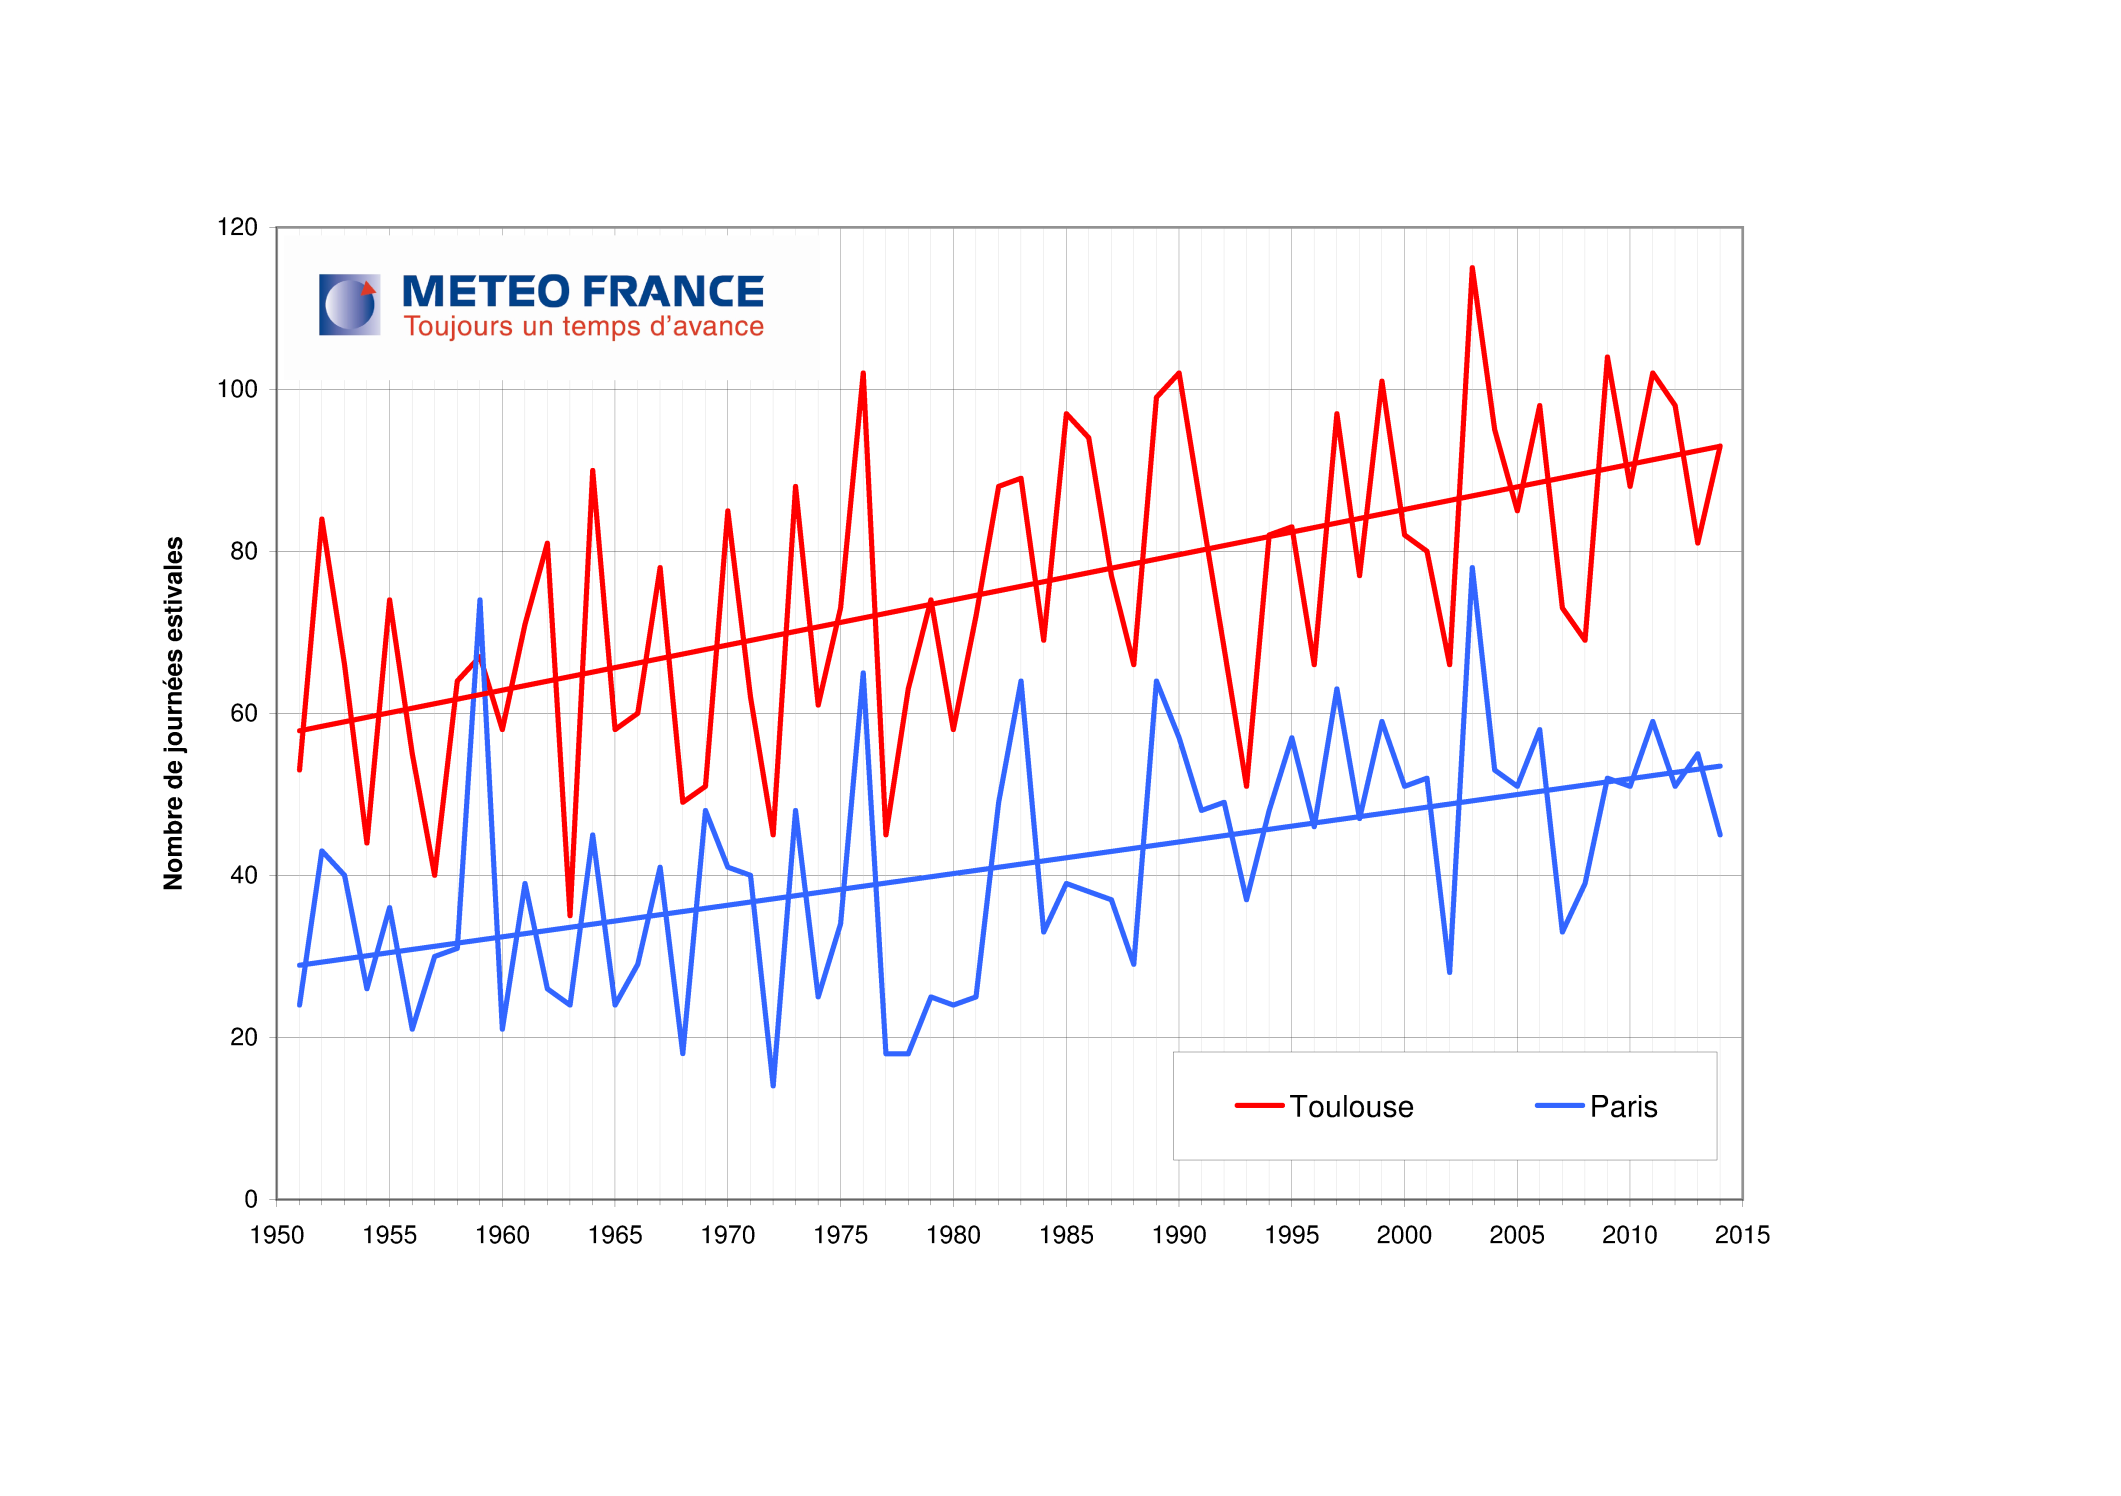 METEO FRANCE
Toujours un temps d'avance
Nombre de journées estivales
120
100
80
60
40
20
0
1950 1955 1960 1965 1970 1975 1980 1985 1990 1995 2000 2005 2010 2015
Toulouse Paris